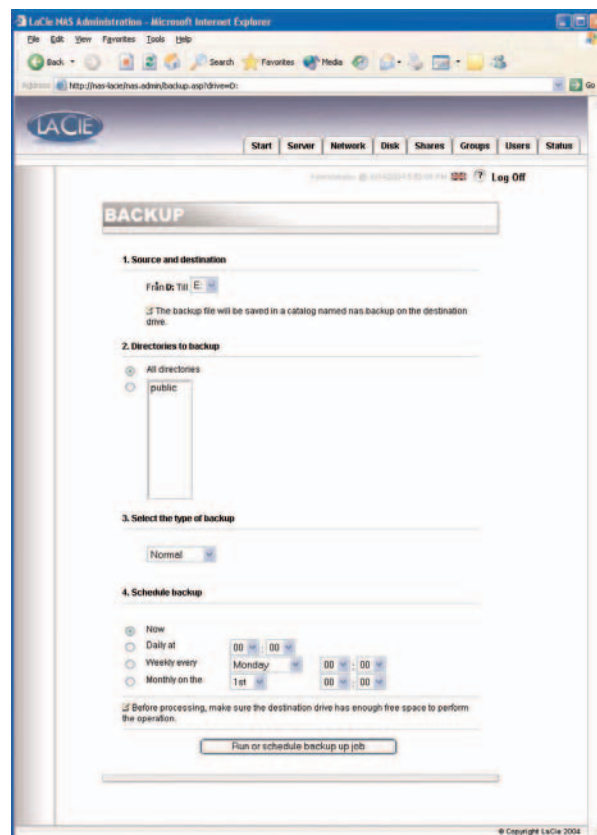 LaCie NAS Administration - Microsoft Internet Explorer
File Edit View Favorites Tools Help
Back Search Favorites Media
Address http://nas-lacie/nas.admin/backup.asp?drive=D: Go
LACIE
Start Server Network Disk Shares Groups Users Status
? Log Off
BACKUP
1. Source and destination
Från D: Till E:
The backup file will be saved in a catalog named nas.backup on the destination
drive.
2. Directories to backup
All directories
public
3. Select the type of backup
Normal
4. Schedule backup
Now
Daily at 00 : 00
Weekly every Monday 00 : 00
Monthly on the 1st 00 : 00
Before processing, make sure the destination drive has enough free space to perform
the operation.
Run or schedule backup up job
© Copyright LaCie 2004